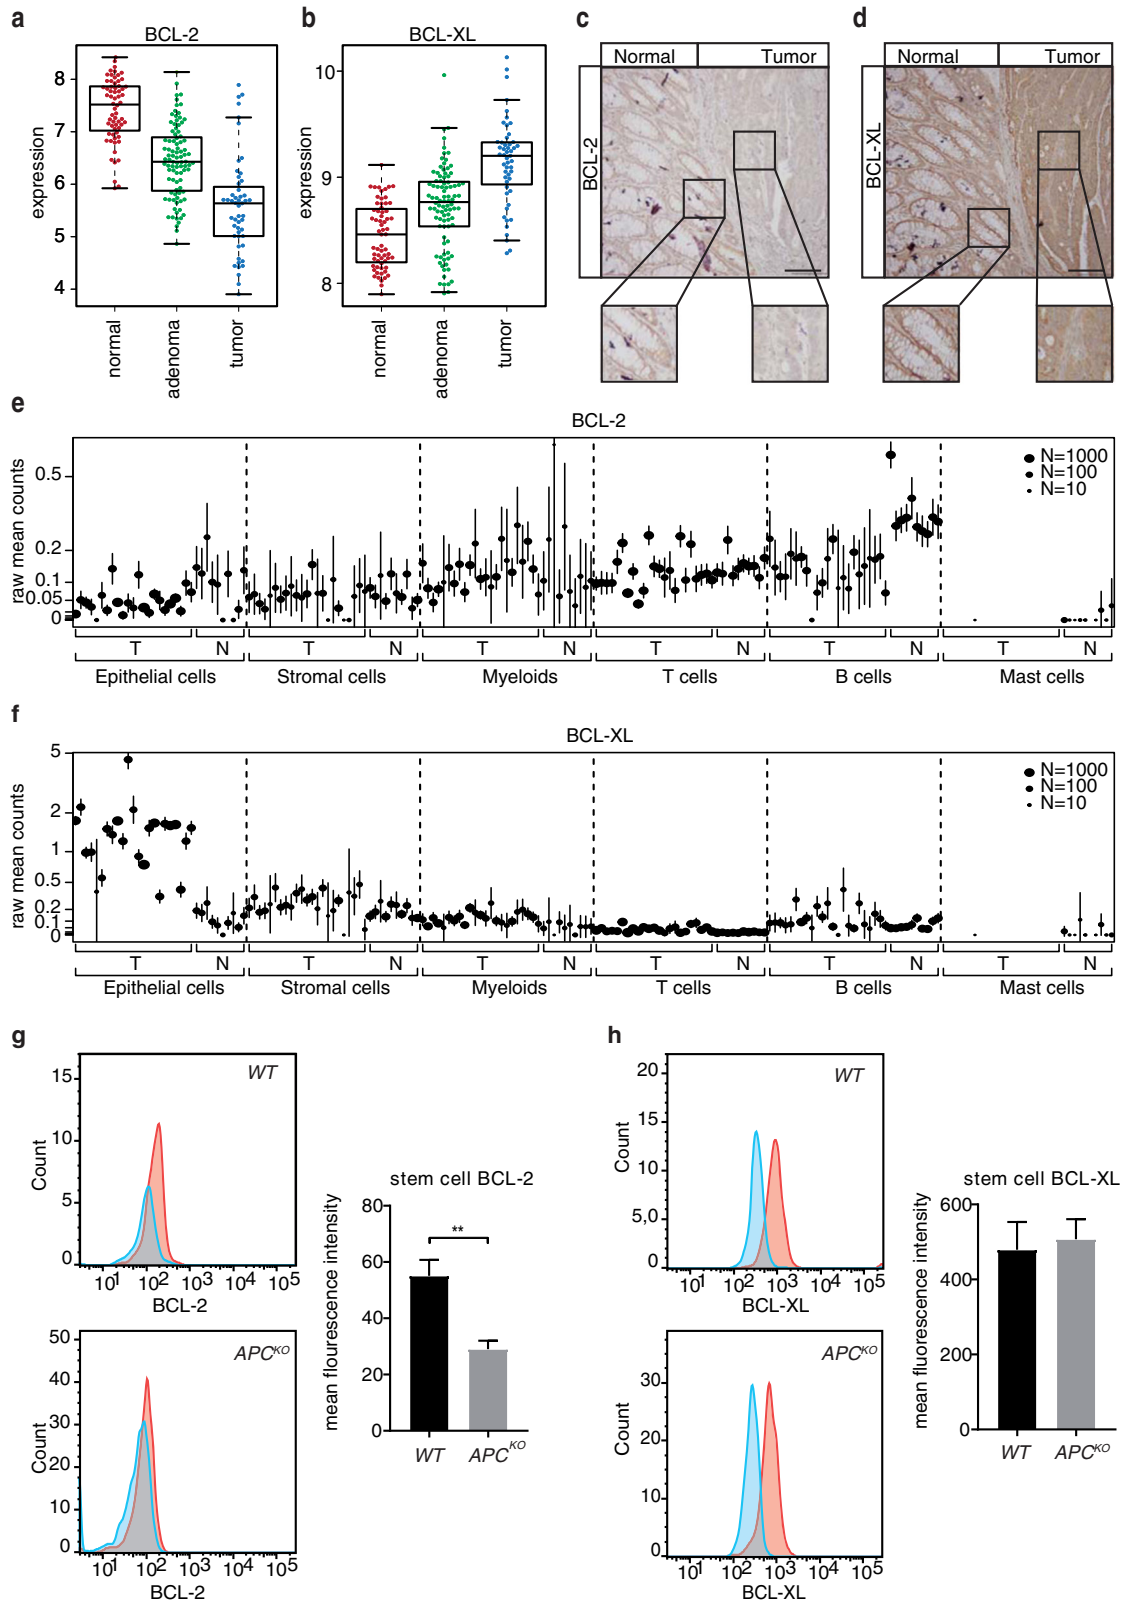 a
BCL-2
expression
8
7
6
5
4
normal
adenoma
tumor
b
BCL-XL
expression
10
9
8
normal
adenoma
tumor
c
Normal
Tumor
BCL-2
d
Normal
Tumor
BCL-XL
e
BCL-2
raw mean counts
0.5
0.2
0.1
0.05
0
N=1000
N=100
N=10
T N T N T N T N T N T N
Epithelial cells Stromal cells Myeloids T cells B cells Mast cells
f
BCL-XL
raw mean counts
5
2
1
0.5
0.2
0.1
0
N=1000
N=100
N=10
T N T N T N T N T N T N
Epithelial cells Stromal cells Myeloids T cells B cells Mast cells
g
WT
Count
15
10
5
0
10¹ 10² 10³ 10⁴ 10⁵
BCL-2
APCᴷᴼ
Count
50
40
30
20
10
0
10¹ 10² 10³ 10⁴ 10⁵
BCL-2
stem cell BCL-2
mean flourescence intensity
80
60
40
20
0
**
WT APCᴷᴼ
h
WT
Count
20
15
10
5,0
0
10¹ 10² 10³ 10⁴ 10⁵
BCL-XL
APCᴷᴼ
Count
30
20
10
0
10¹ 10² 10³ 10⁴ 10⁵
BCL-XL
stem cell BCL-XL
mean fluorescence intensity
600
400
200
0
WT APCᴷᴼ